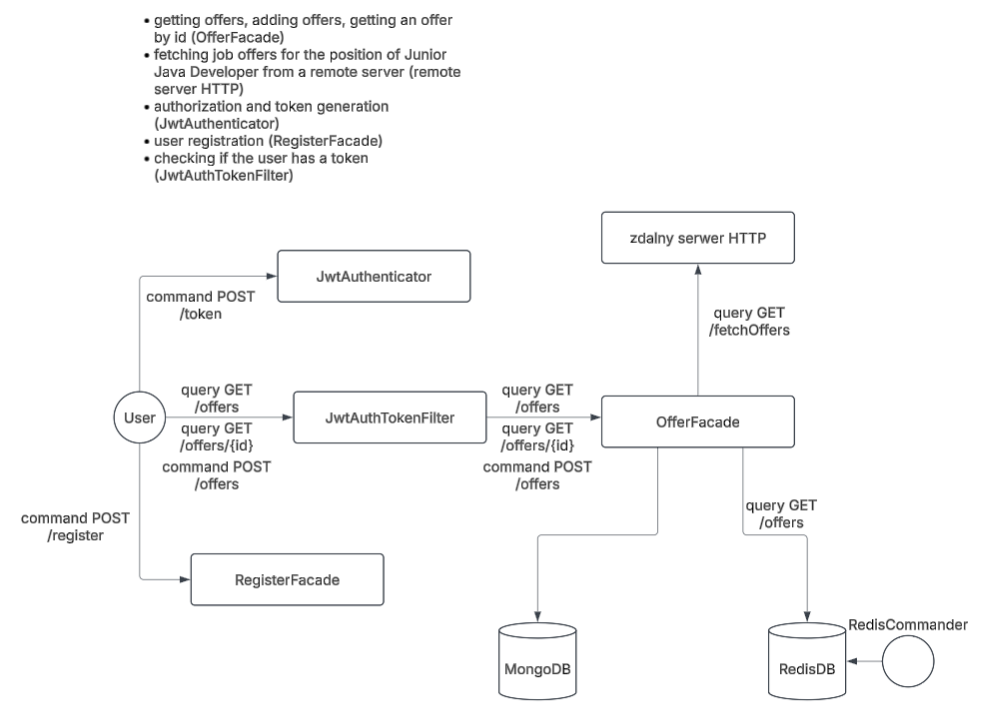 • getting offers, adding offers, getting an offer
by id (OfferFacade)
• fetching job offers for the position of Junior
Java Developer from a remote server (remote
server HTTP)
• authorization and token generation
(JwtAuthenticator)
• user registration (RegisterFacade)
• checking if the user has a token
(JwtAuthTokenFilter)
zdalny serwer HTTP
JwtAuthenticator
command POST
/token
query GET
/fetchOffers
User
query GET
/offers
query GET
/offers/{id}
command POST
/offers
JwtAuthTokenFilter
query GET
/offers
query GET
/offers/{id}
command POST
/offers
OfferFacade
command POST
/register
query GET
/offers
RegisterFacade
MongoDB
RedisDB
RedisCommander